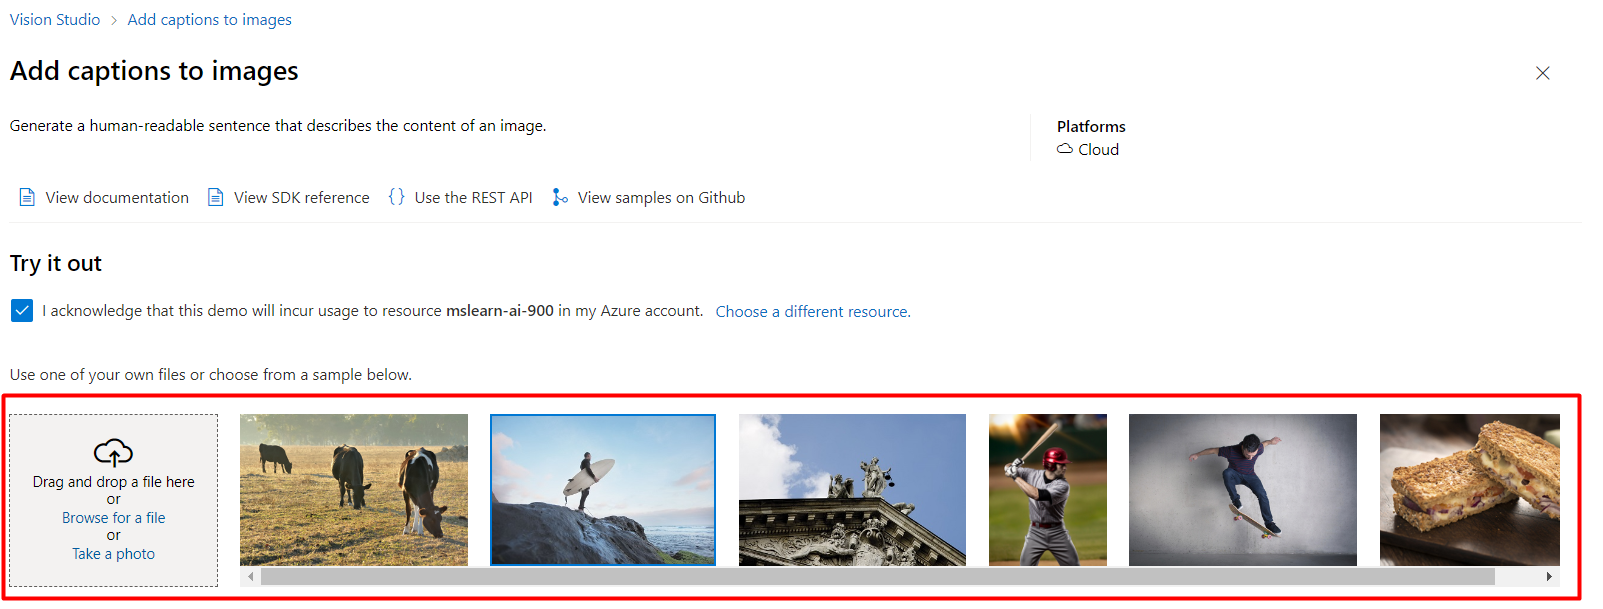 Vision Studio > Add captions to images
Add captions to images
Generate a human-readable sentence that describes the content of an image.
Platforms
Cloud
View documentation View SDK reference {} Use the REST API View samples on Github
Try it out
I acknowledge that this demo will incur usage to resource mslearn-ai-900 in my Azure account. Choose a different resource.
Use one of your own files or choose from a sample below.
Drag and drop a file here
or
Browse for a file
or
Take a photo